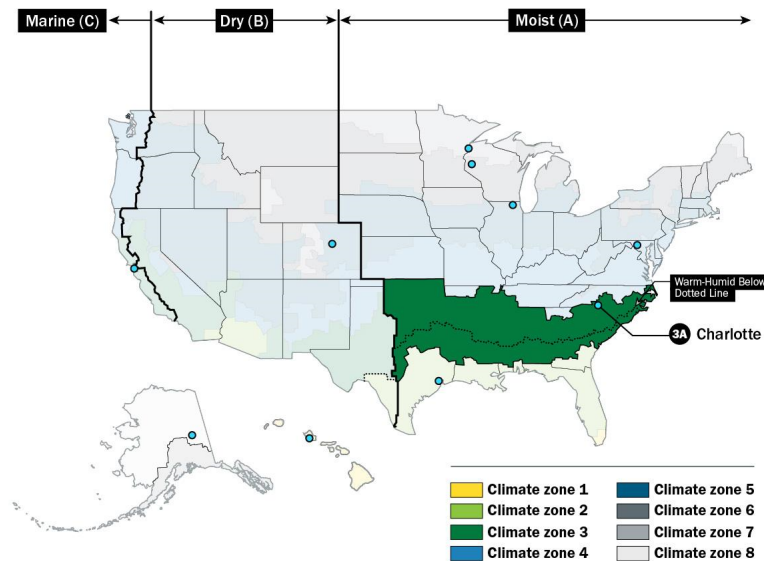 Marine (C)
Dry (B)
Moist (A)
Warm-Humid Below
Dotted Line
3A Charlotte
Climate zone 1
Climate zone 2
Climate zone 3
Climate zone 4
Climate zone 5
Climate zone 6
Climate zone 7
Climate zone 8